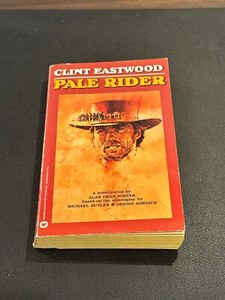 CLINT EASTWOOD
PALE RIDER
a novelization by
ALAN DEAN FOSTER
based on the screenplay by
MICHAEL BUTLER & DENNIS SHRYACK